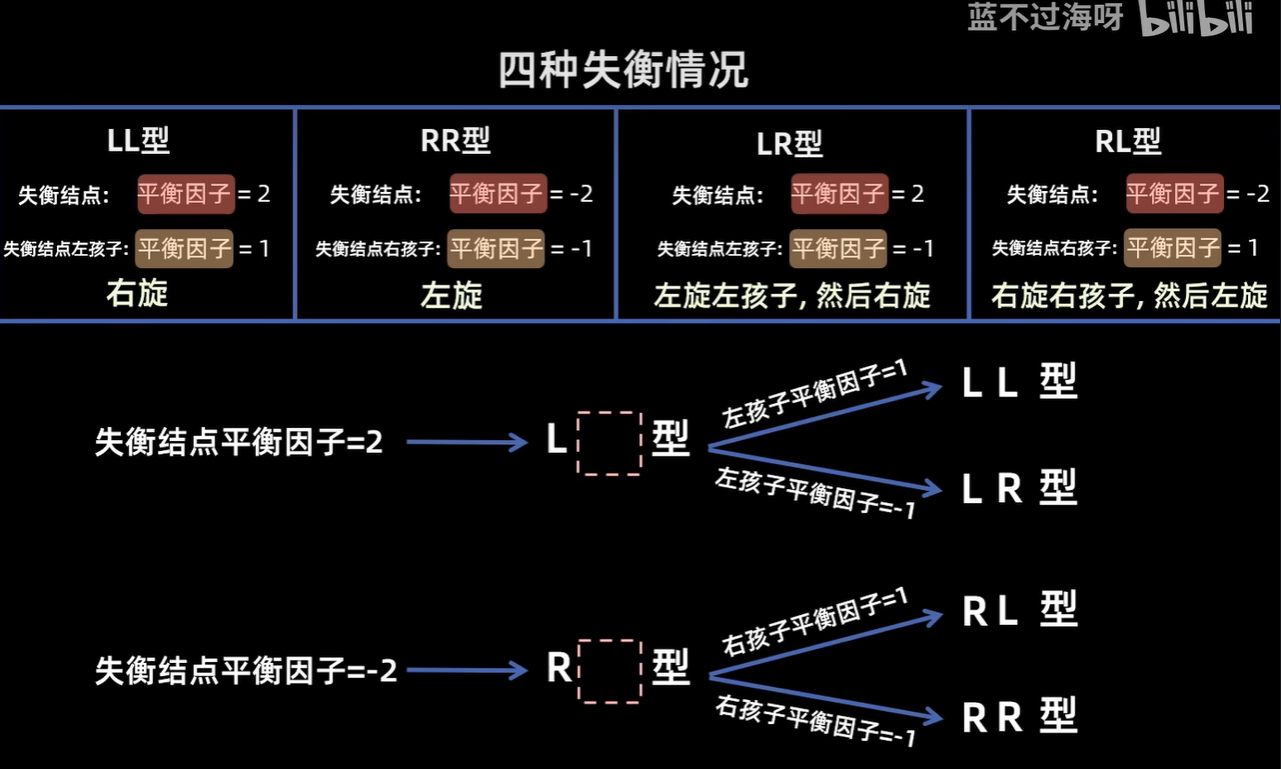 蓝不过海呀 bilibili
四种失衡情况
LL型
失衡结点: 平衡因子 = 2
失衡结点左孩子: 平衡因子 = 1
右旋
RR型
失衡结点: 平衡因子 = -2
失衡结点右孩子: 平衡因子 = -1
左旋
LR型
失衡结点: 平衡因子 = 2
失衡结点左孩子: 平衡因子 = -1
左旋左孩子, 然后右旋
RL型
失衡结点: 平衡因子 = -2
失衡结点右孩子: 平衡因子 = 1
右旋右孩子, 然后左旋
失衡结点平衡因子=2
L 型
左孩子平衡因子=1
L L 型
左孩子平衡因子=-1
L R 型
失衡结点平衡因子=-2
R 型
右孩子平衡因子=1
R L 型
右孩子平衡因子=-1
R R 型